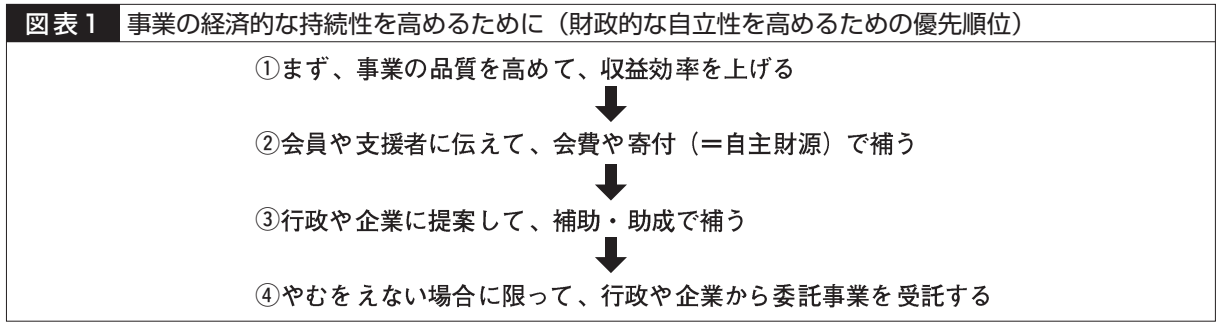 図表1 事業の経済的な持続性を高めるために（財政的な自立性を高めるための優先順位）
①まず、事業の品質を高めて、収益効率を上げる
②会員や支援者に伝えて、会費や寄付（＝自主財源）で補う
③行政や企業に提案して、補助・助成で補う
④やむをえない場合に限って、行政や企業から委託事業を受託する